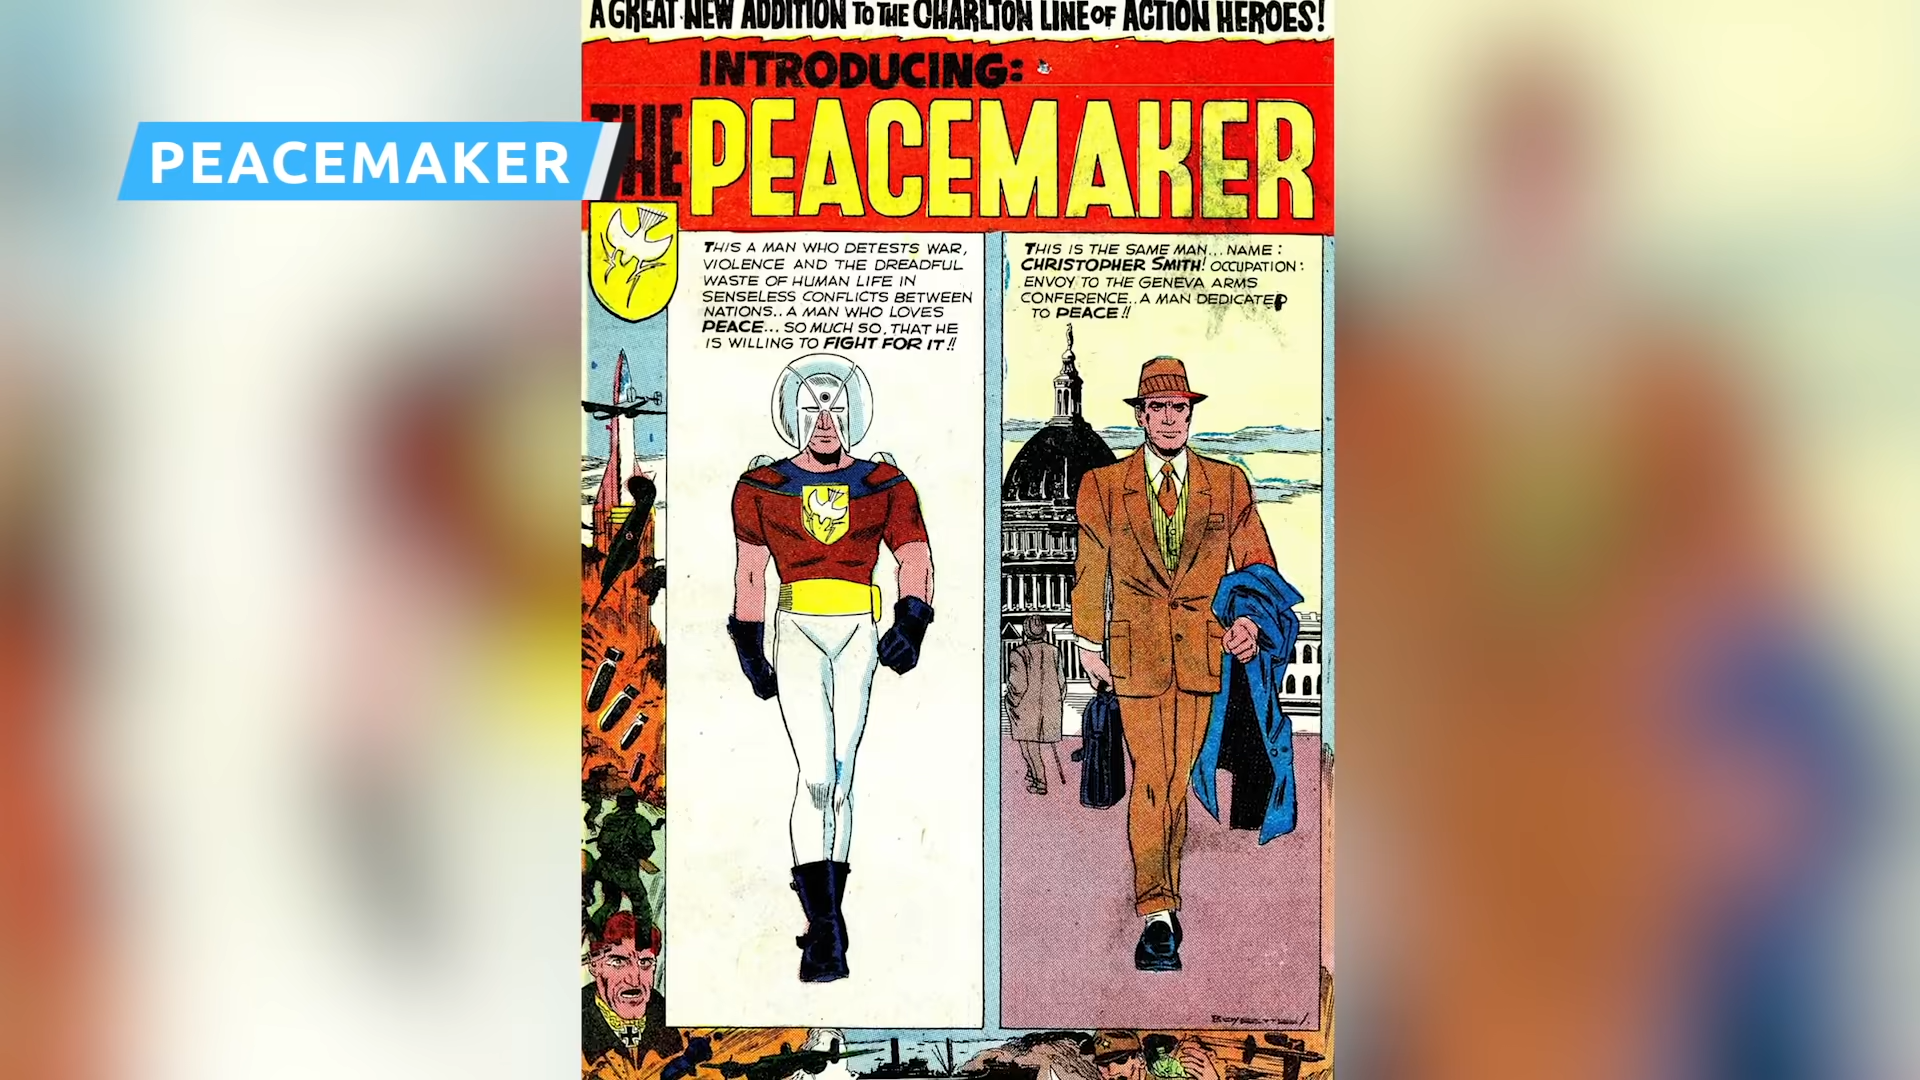 A GREAT NEW ADDITION TO THE CHARLTON LINE OF ACTION HEROES!
INTRODUCING:
THE PEACEMAKER
PEACEMAKER
THIS A MAN WHO DETESTS WAR,
VIOLENCE AND THE DREADFUL
WASTE OF HUMAN LIFE IN
SENSELESS CONFLICTS BETWEEN
NATIONS.. A MAN WHO LOVES
PEACE... SO MUCH SO, THAT HE
IS WILLING TO FIGHT FOR IT!!
THIS IS THE SAME MAN... NAME:
CHRISTOPHER SMITH! OCCUPATION:
ENVOY TO THE GENEVA ARMS
CONFERENCE.. A MAN DEDICATED
TO PEACE!!